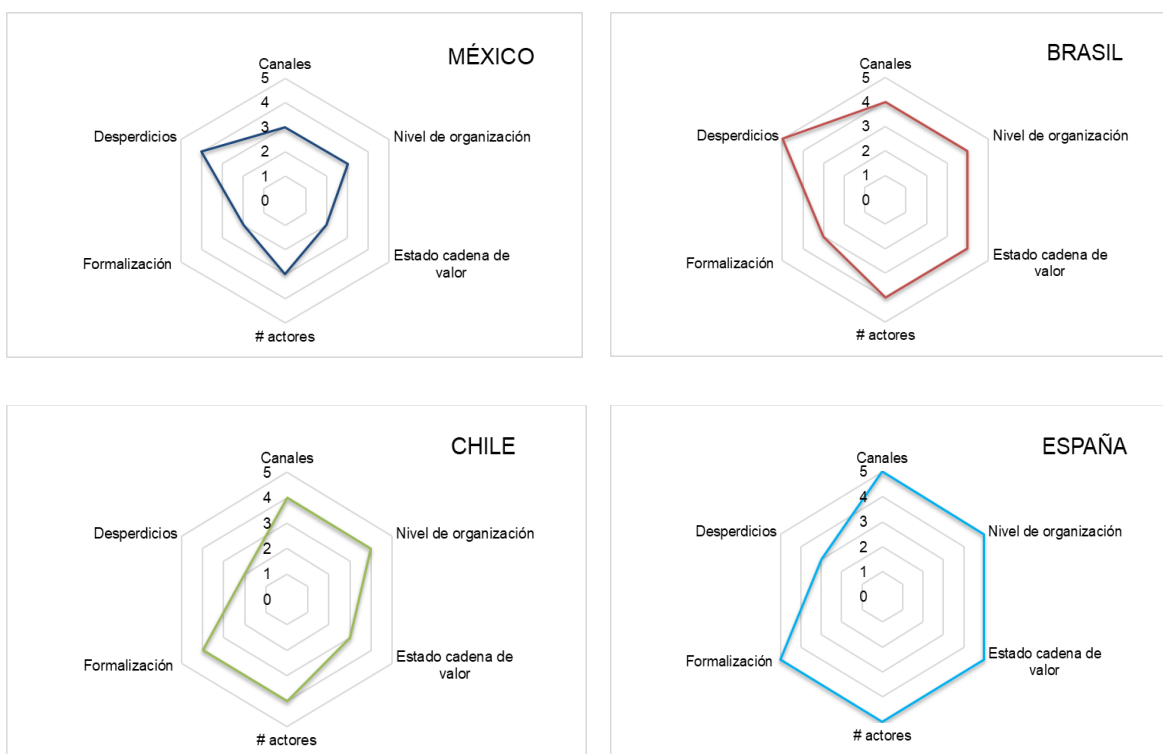 MÉXICO
Canales
5
4
3
2
1
0
Desperdicios
Nivel de organización
Formalización
Estado cadena de
valor
# actores
BRASIL
Canales
5
4
3
2
1
0
Desperdicios
Nivel de organización
Formalización
Estado cadena de
valor
# actores
CHILE
Canales
5
4
3
2
1
0
Desperdicios
Nivel de organización
Formalización
Estado cadena de
valor
# actores
ESPAÑA
Canales
5
4
3
2
1
0
Desperdicios
Nivel de organización
Formalización
Estado cadena de
valor
# actores